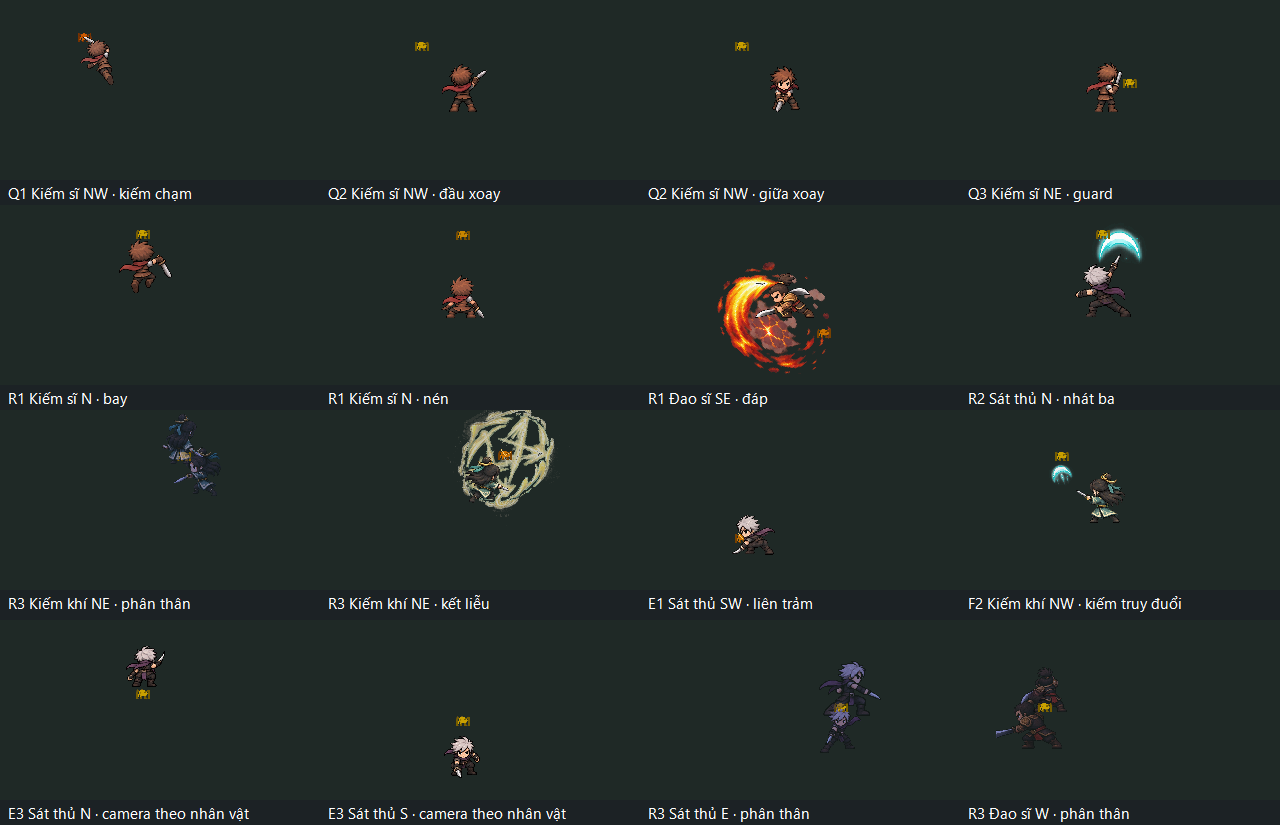 Q1 Kiếm sĩ NW · kiếm chạm
Q2 Kiếm sĩ NW · đầu xoay
Q2 Kiếm sĩ NW · giữa xoay
Q3 Kiếm sĩ NE · guard
R1 Kiếm sĩ N · bay
R1 Kiếm sĩ N · nén
R1 Đao sĩ SE · đáp
R2 Sát thủ N · nhát ba
R3 Kiếm khí NE · phân thân
R3 Kiếm khí NE · kết liễu
E1 Sát thủ SW · liên trảm
F2 Kiếm khí NW · kiếm truy đuổi
E3 Sát thủ N · camera theo nhân vật
E3 Sát thủ S · camera theo nhân vật
R3 Sát thủ E · phân thân
R3 Đao sĩ W · phân thân